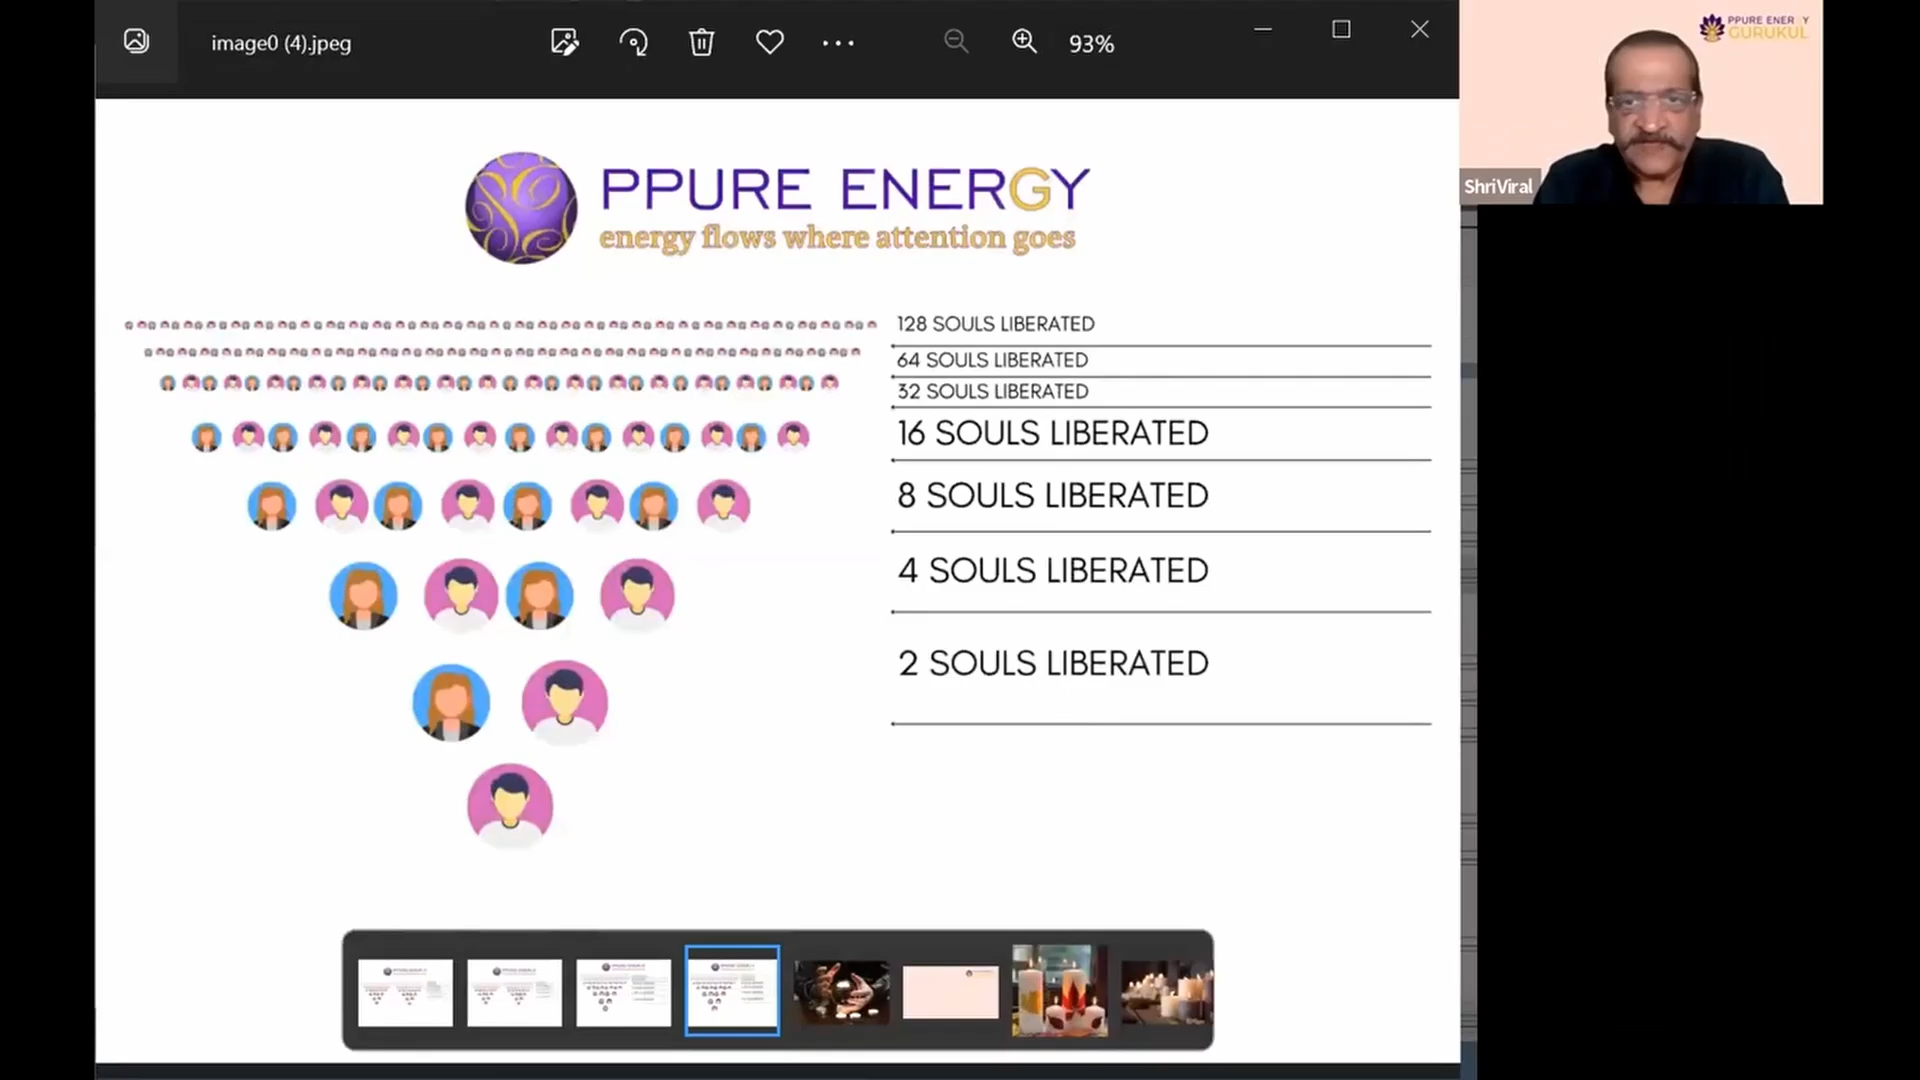 image0 (4).jpeg
93%
PPURE ENERGY
GURUKUL
ShriViral
PPURE ENERGY
energy flows where attention goes
128 SOULS LIBERATED
64 SOULS LIBERATED
32 SOULS LIBERATED
16 SOULS LIBERATED
8 SOULS LIBERATED
4 SOULS LIBERATED
2 SOULS LIBERATED